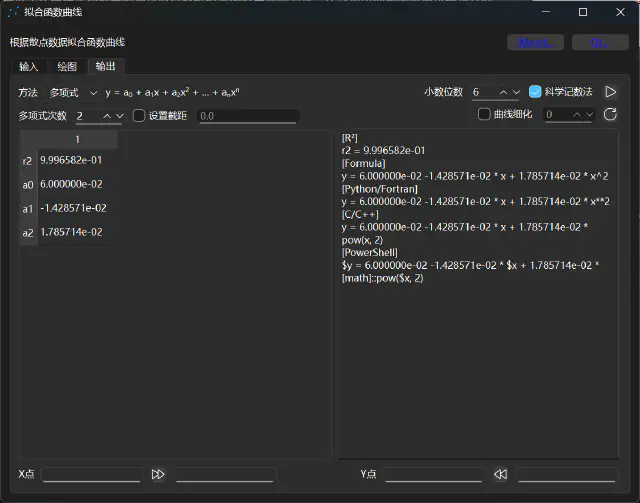 拟合函数曲线
根据散点数据拟合函数曲线
输入 绘图 输出
方法 多项式 y = a₀ + a₁x + a₂x² + ... + aₙxⁿ 小数位数 6 科学记数法
多项式次数 2 设置截距 0.0 曲线细化 0
1
r2 9.996582e-01
a0 6.000000e-02
a1 -1.428571e-02
a2 1.785714e-02
[R²]
r2 = 9.996582e-01
[Formula]
y = 6.000000e-02 -1.428571e-02 * x + 1.785714e-02 * x^2
[Python/Fortran]
y = 6.000000e-02 -1.428571e-02 * x + 1.785714e-02 * x**2
[C/C++]
y = 6.000000e-02 -1.428571e-02 * x + 1.785714e-02 *
pow(x, 2)
[PowerShell]
$y = 6.000000e-02 -1.428571e-02 * $x + 1.785714e-02 *
[math]::pow($x, 2)
X点 Y点